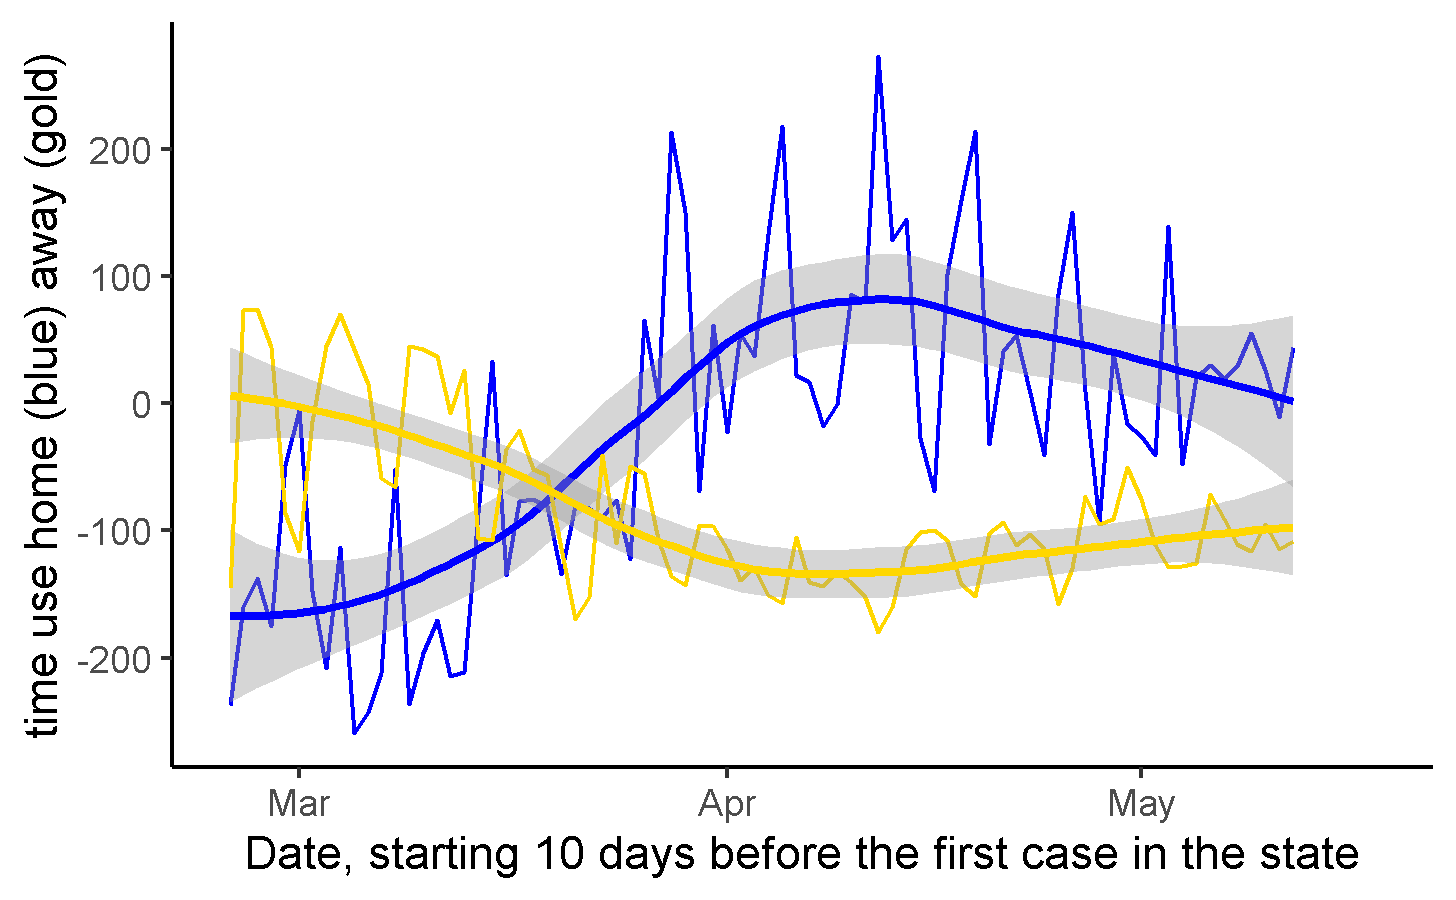 time use home (blue) away (gold)
200
100
0
-100
-200
Mar
Apr
May
Date, starting 10 days before the first case in the state